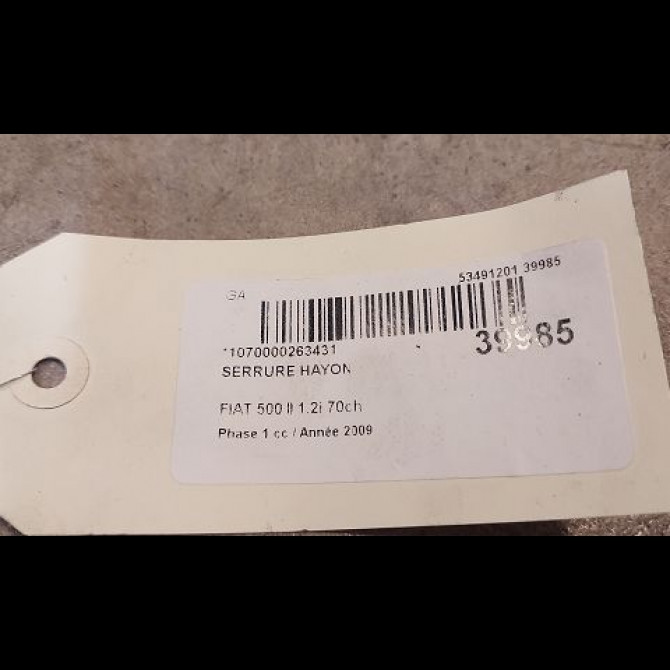 GA
53491201 39985
*1070000263431
39985
SERRURE HAYON
FIAT 500 II 1.2i 70ch
Phase 1 cc / Année 2009